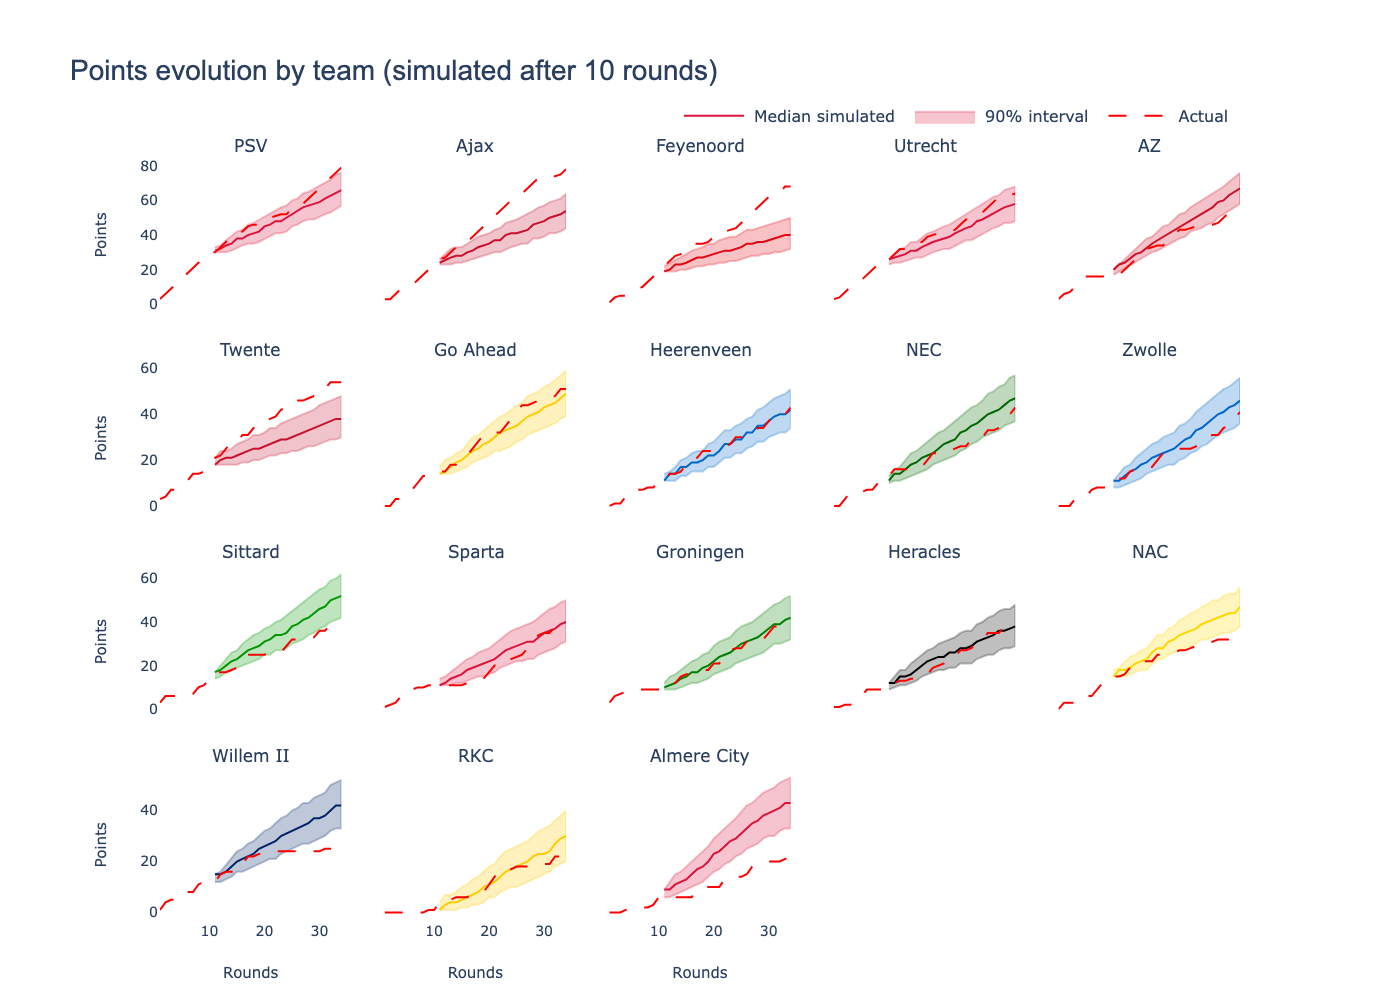 Points evolution by team (simulated after 10 rounds)
Median simulated 90% interval Actual
PSV Ajax Feyenoord Utrecht AZ
80
60
40
20
0
Points
Twente Go Ahead Heerenveen NEC Zwolle
60
40
20
0
Points
Sittard Sparta Groningen Heracles NAC
60
40
20
0
Points
Willem II RKC Almere City
40
20
0
Points
10 20 30 10 20 30 10 20 30
Rounds Rounds Rounds